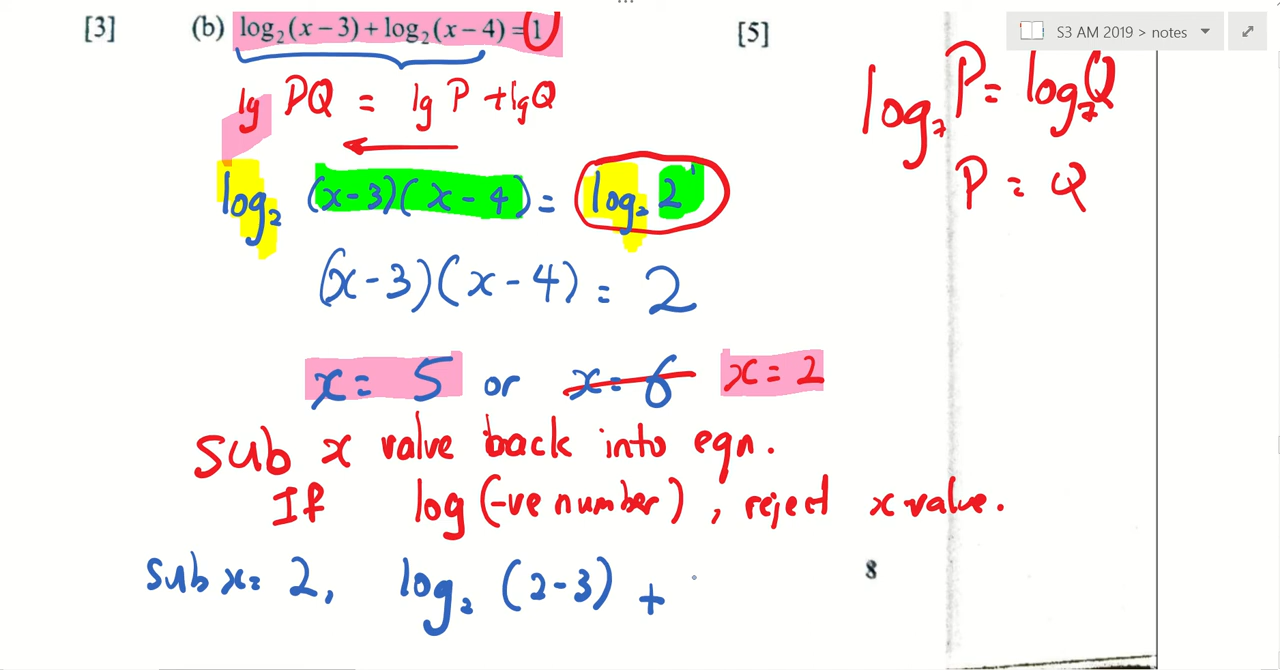 [3] (b) log₂(x − 3) + log₂(x − 4) = 1 [5]
S3 AM 2019 > notes
lg PQ = lg P + lg Q
log₇ P = log₇ Q
P = Q
log₂ (x-3)(x-4) = log₂ 2¹
(x-3)(x-4) = 2
x = 5 or x = 6 x = 2
Sub x value back into eqn.
If log (-ve number), reject x value.
Sub x = 2, log₂ (2-3) +
8